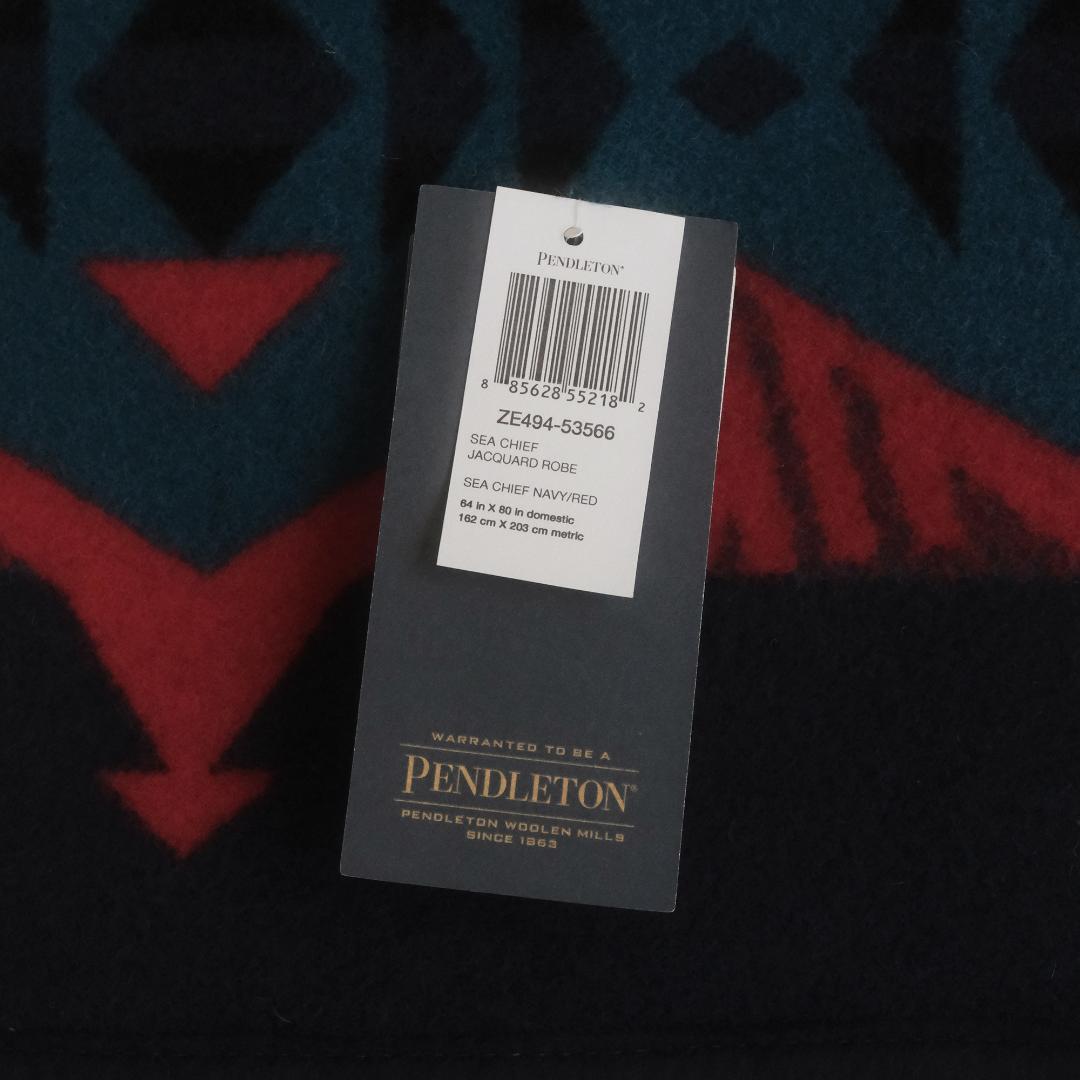 PENDLETON®
8 85628 55218 2
ZE494-53566
SEA CHIEF
JACQUARD ROBE
SEA CHIEF NAVY/RED
64 in X 80 in domestic
162 cm X 203 cm metric
WARRANTED TO BE A
PENDLETON®
PENDLETON WOOLEN MILLS
SINCE 1863